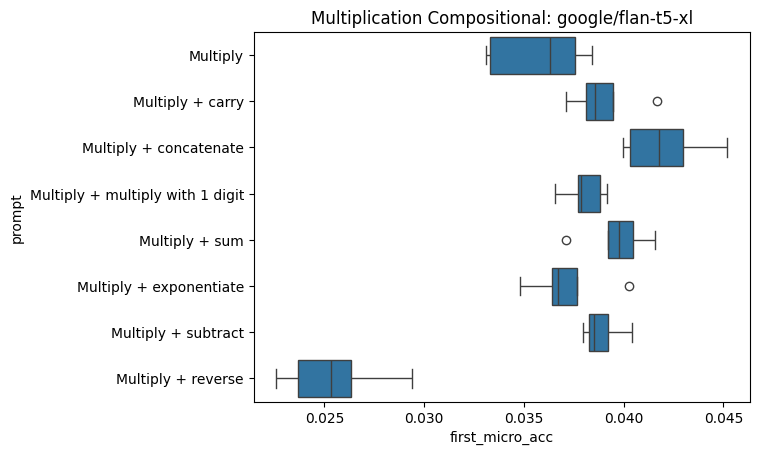 Multiplication Compositional: google/flan-t5-xl
Multiply
Multiply + carry
Multiply + concatenate
Multiply + multiply with 1 digit
Multiply + sum
Multiply + exponentiate
Multiply + subtract
Multiply + reverse
prompt
0.025 0.030 0.035 0.040 0.045
first_micro_acc